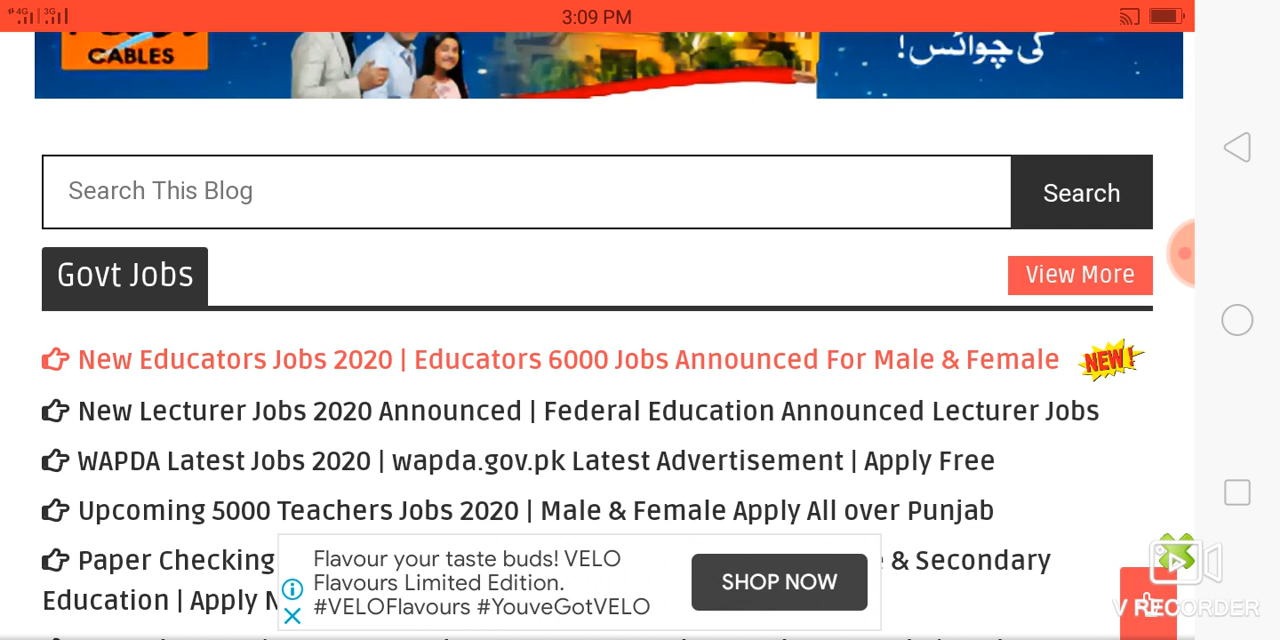 4G 3G 3:09 PM
CABLES
کی چوائس!
Search This Blog
Search
Govt Jobs
View More
New Educators Jobs 2020 | Educators 6000 Jobs Announced For Male & Female NEW!
New Lecturer Jobs 2020 Announced | Federal Education Announced Lecturer Jobs
WAPDA Latest Jobs 2020 | wapda.gov.pk Latest Advertisement | Apply Free
Upcoming 5000 Teachers Jobs 2020 | Male & Female Apply All over Punjab
Paper Checking & Secondary
Education | Apply
Flavour your taste buds! VELO
Flavours Limited Edition.
#VELOFlavours #YouveGotVELO
SHOP NOW
V RECORDER